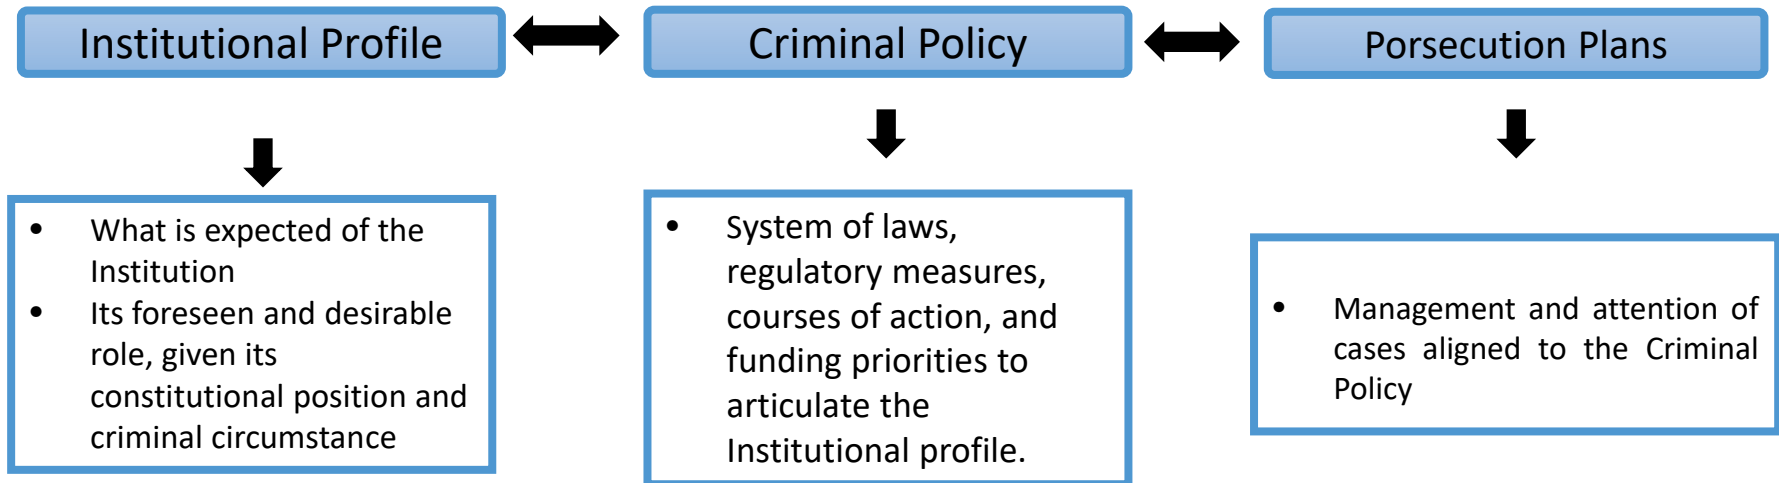 Institutional Profile
Criminal Policy
Porsecution Plans
• What is expected of the
Institution
• Its foreseen and desirable
role, given its
constitutional position and
criminal circumstance
• System of laws,
regulatory measures,
courses of action, and
funding priorities to
articulate the
Institutional profile.
• Management and attention of
cases aligned to the Criminal
Policy